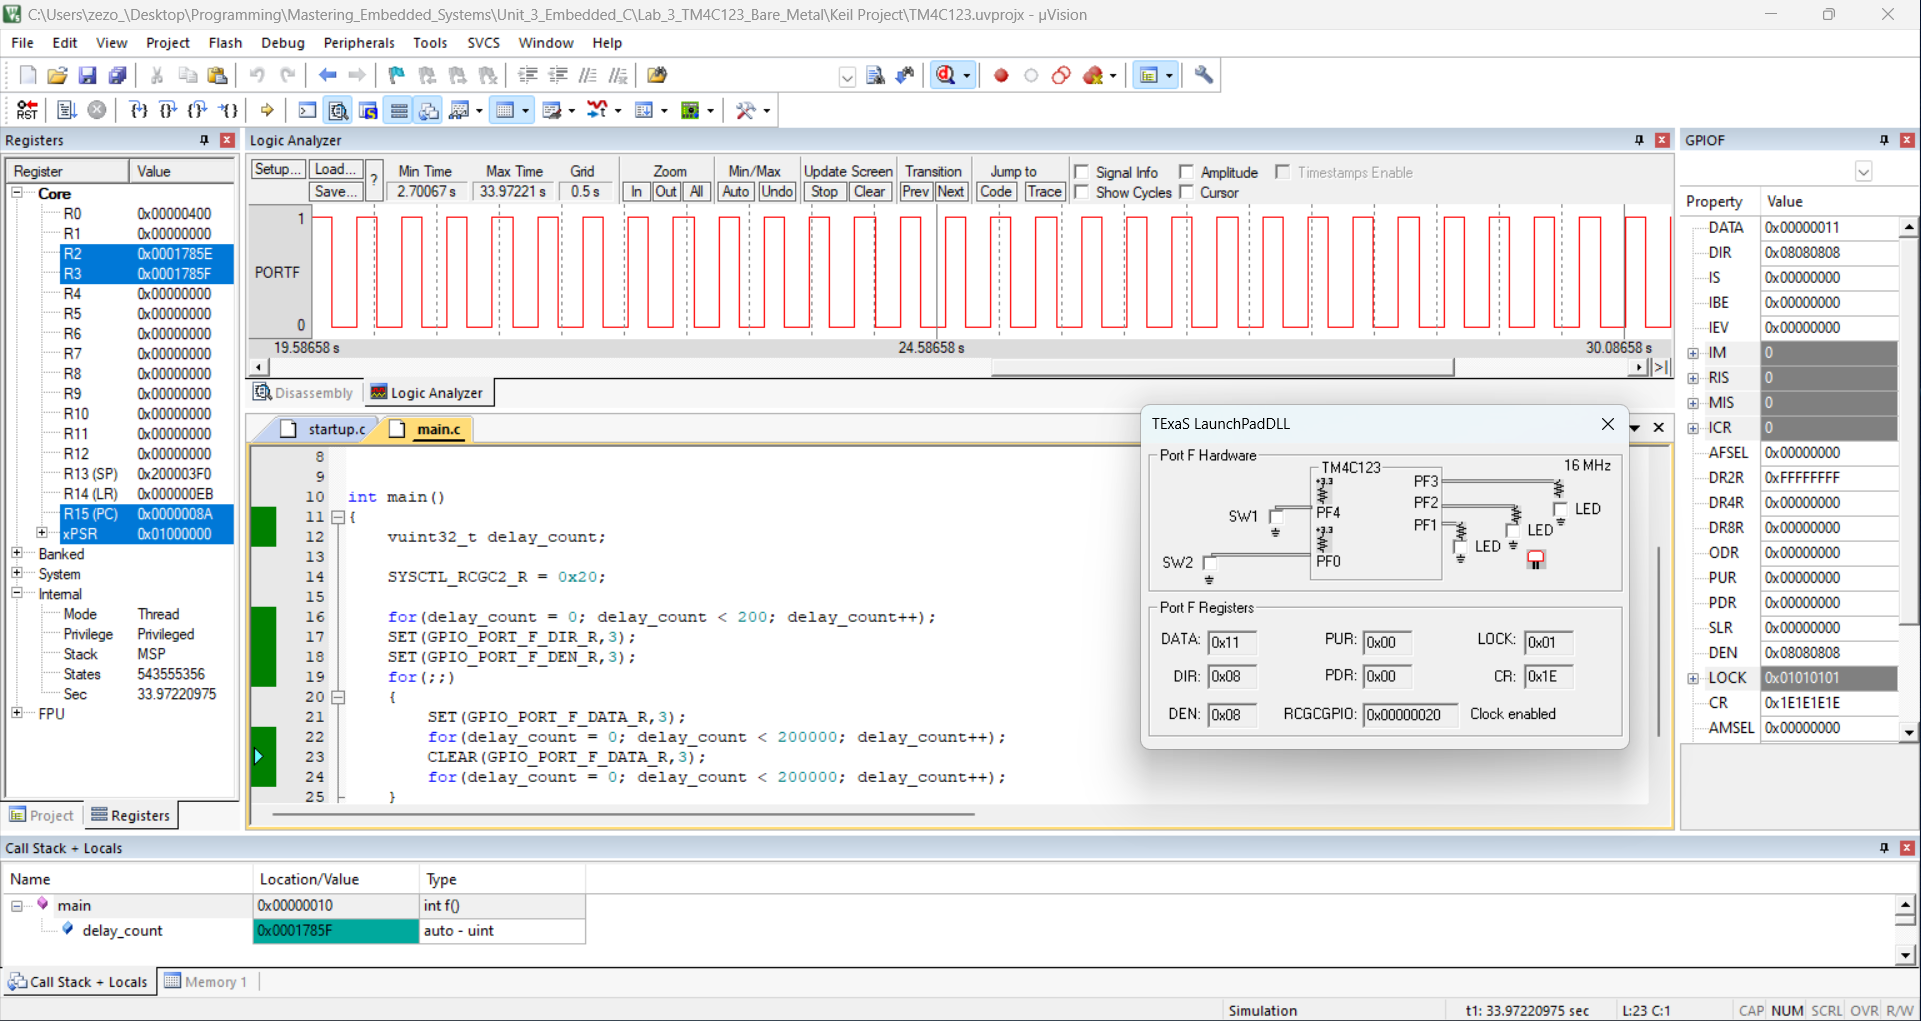 C:\Users\zezo_\Desktop\Programming\Mastering_Embedded_Systems\Unit_3_Embedded_C\Lab_3_TM4C123_Bare_Metal\Keil Project\TM4C123.uvprojx - µVision
File Edit View Project Flash Debug Peripherals Tools SVCS Window Help
RST
Registers
Register Value
Core
R0 0x00000400
R1 0x00000000
R2 0x0001785E
R3 0x0001785F
R4 0x00000000
R5 0x00000000
R6 0x00000000
R7 0x00000000
R8 0x00000000
R9 0x00000000
R10 0x00000000
R11 0x00000000
R12 0x00000000
R13 (SP) 0x200003F0
R14 (LR) 0x000000EB
R15 (PC) 0x0000008A
xPSR 0x01000000
Banked
System
Internal
Mode Thread
Privilege Privileged
Stack MSP
States 543555356
Sec 33.97220975
FPU
Project Registers
Logic Analyzer
Setup... Load... Save... ?
Min Time Max Time Grid Zoom Min/Max Update Screen Transition Jump to
2.70067 s 33.97221 s 0.5 s In Out All Auto Undo Stop Clear Prev Next Code Trace
Signal Info Amplitude Timestamps Enable
Show Cycles Cursor
1
PORTF
0
19.58658 s 24.58658 s 30.08658 s
Disassembly Logic Analyzer
startup.c main.c
8
9
10 int main()
11 {
12 vuint32_t delay_count;
13
14 SYSCTL_RCGC2_R = 0x20;
15
16 for(delay_count = 0; delay_count < 200; delay_count++);
17 SET(GPIO_PORT_F_DIR_R,3);
18 SET(GPIO_PORT_F_DEN_R,3);
19 for(;;)
20 {
21 SET(GPIO_PORT_F_DATA_R,3);
22 for(delay_count = 0; delay_count < 200000; delay_count++);
23 CLEAR(GPIO_PORT_F_DATA_R,3);
24 for(delay_count = 0; delay_count < 200000; delay_count++);
25 }
TExaS LaunchPadDLL
Port F Hardware
TM4C123 16 MHz
+3.3 PF3
PF2 LED
SW1 PF4 PF1 LED
+3.3 LED
SW2 PF0
Port F Registers
DATA: 0x11 PUR: 0x00 LOCK: 0x01
DIR: 0x08 PDR: 0x00 CR: 0x1E
DEN: 0x08 RCGCGPIO: 0x00000020 Clock enabled
GPIOF
Property Value
DATA 0x00000011
DIR 0x08080808
IS 0x00000000
IBE 0x00000000
IEV 0x00000000
IM 0
RIS 0
MIS 0
ICR 0
AFSEL 0x00000000
DR2R 0xFFFFFFFF
DR4R 0x00000000
DR8R 0x00000000
ODR 0x00000000
PUR 0x00000000
PDR 0x00000000
SLR 0x00000000
DEN 0x08080808
LOCK 0x01010101
CR 0x1E1E1E1E
AMSEL 0x00000000
Call Stack + Locals
Name Location/Value Type
main 0x00000010 int f()
delay_count 0x0001785F auto - uint
Call Stack + Locals Memory 1
Simulation t1: 33.97220975 sec L:23 C:1 CAP NUM SCRL OVR R/W